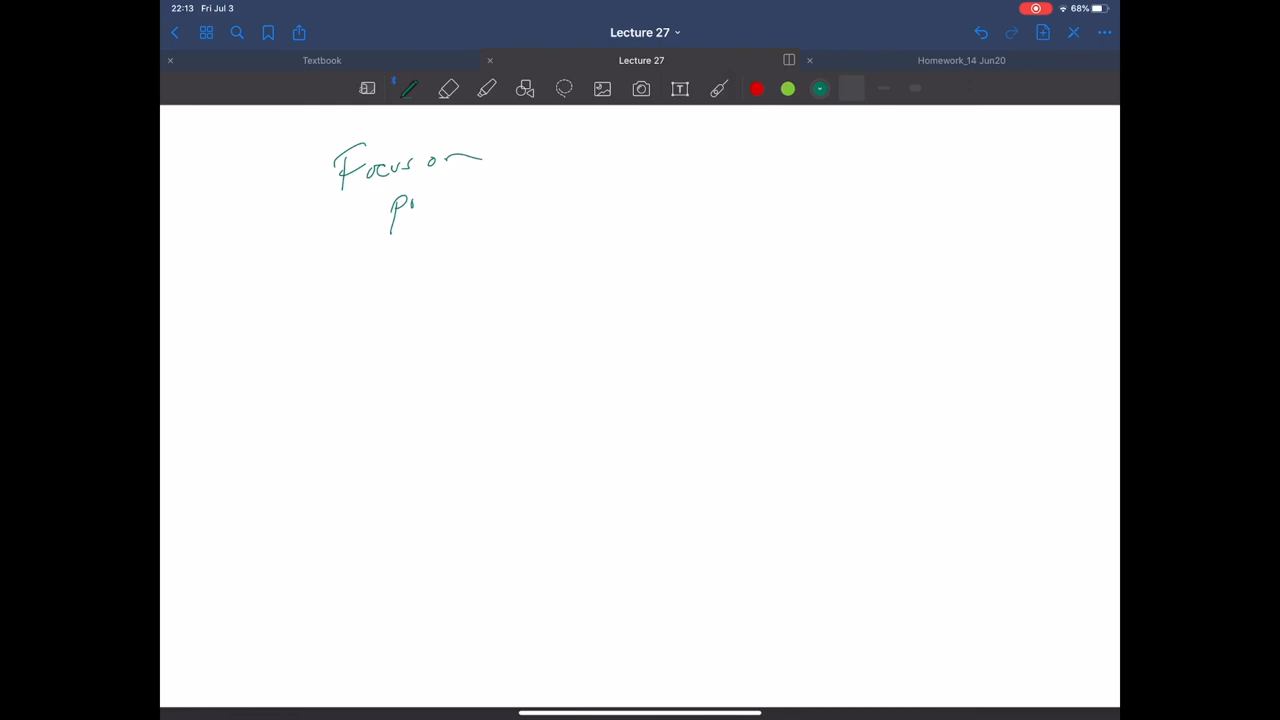 22:13 Fri Jul 3 68%
Lecture 27
Textbook Lecture 27 Homework_14 Jun20
T
Focus on